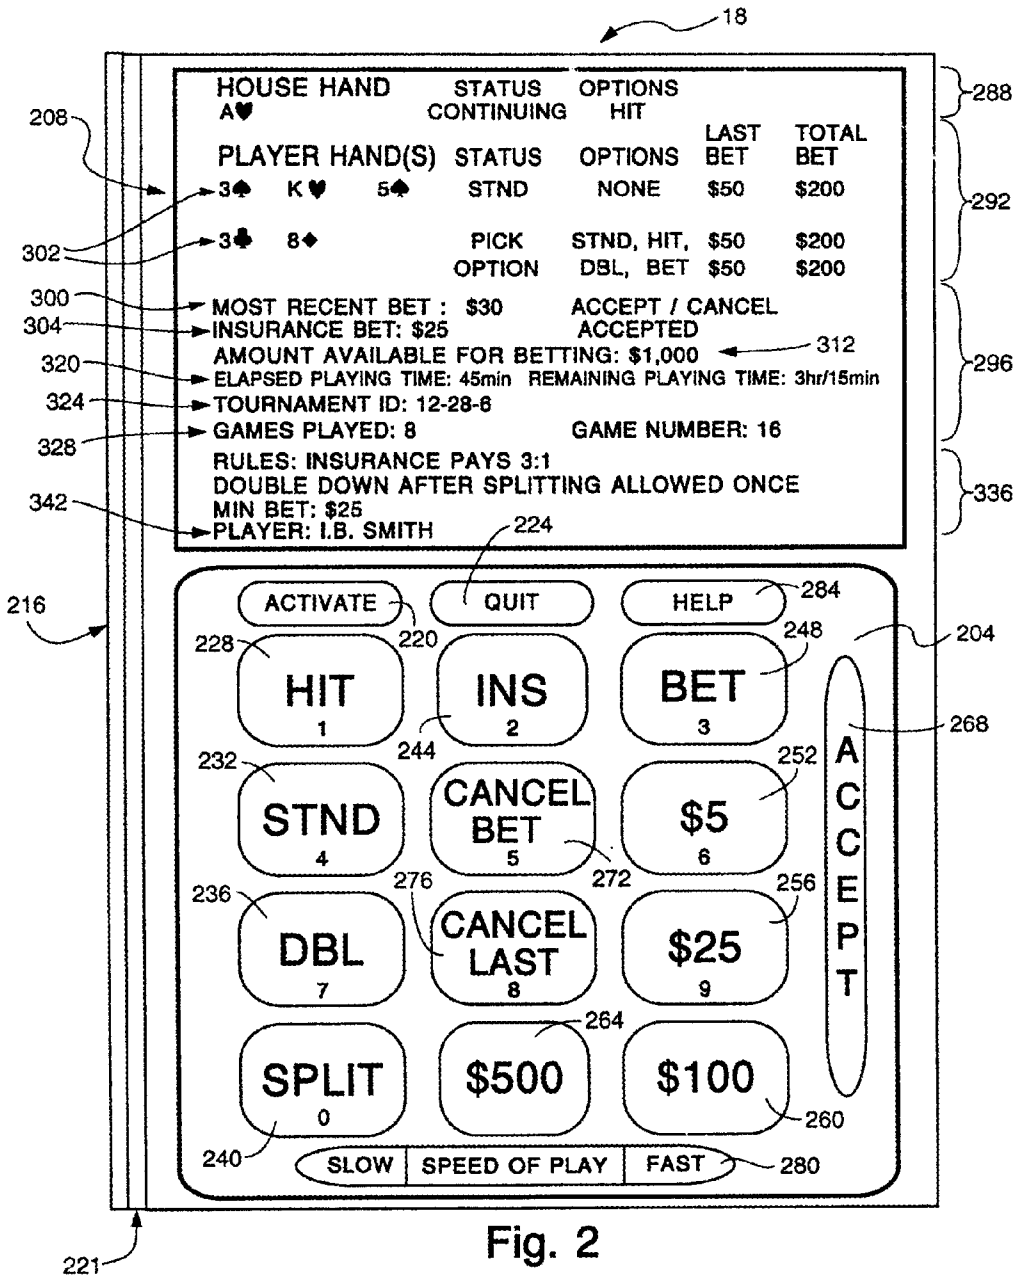 18
HOUSE HAND STATUS OPTIONS
A♥ CONTINUING HIT
288
208
LAST TOTAL
PLAYER HAND(S) STATUS OPTIONS BET BET
3♠ K♥ 5♠ STND NONE $50 $200
292
302
3♣ 8♦ PICK STND, HIT, $50 $200
OPTION DBL, BET $50 $200
300 MOST RECENT BET : $30 ACCEPT / CANCEL
304 INSURANCE BET: $25 ACCEPTED
AMOUNT AVAILABLE FOR BETTING: $1,000 312
320 ELAPSED PLAYING TIME: 45min REMAINING PLAYING TIME: 3hr/15min
296
324 TOURNAMENT ID: 12-28-6
328 GAMES PLAYED: 8 GAME NUMBER: 16
RULES: INSURANCE PAYS 3:1
DOUBLE DOWN AFTER SPLITTING ALLOWED ONCE
336
MIN BET: $25
342 PLAYER: I.B. SMITH
224
216
ACTIVATE QUIT HELP
220 284
204
228 248
HIT INS BET
1 2 3
244 268
232 252
STND CANCEL BET $5
4 5 6
272
236 276 256
DBL CANCEL LAST $25
7 8 9
ACCEPT
264
SPLIT $500 $100
0
240 260
SLOW SPEED OF PLAY FAST 280
221
Fig. 2